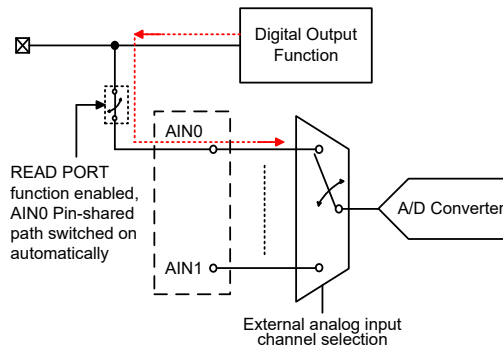 Digital Output
Function
AIN0
READ PORT
function enabled,
AIN0 Pin-shared
path switched on
automatically
A/D Converter
AIN1
External analog input
channel selection